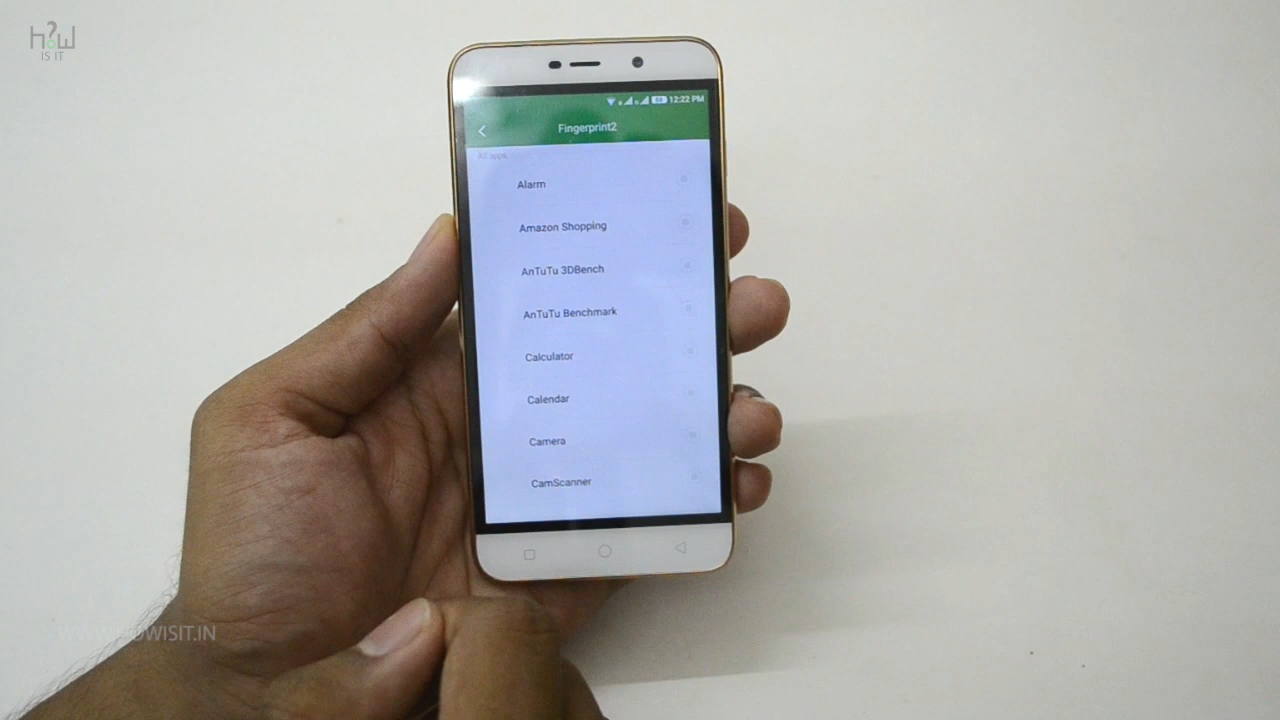 H?W
IS IT
12:22 PM
Fingerprint2
All apps
Alarm
Amazon Shopping
AnTuTu 3DBench
AnTuTu Benchmark
Calculator
Calendar
Camera
CamScanner
WWW.HOWISIT.IN